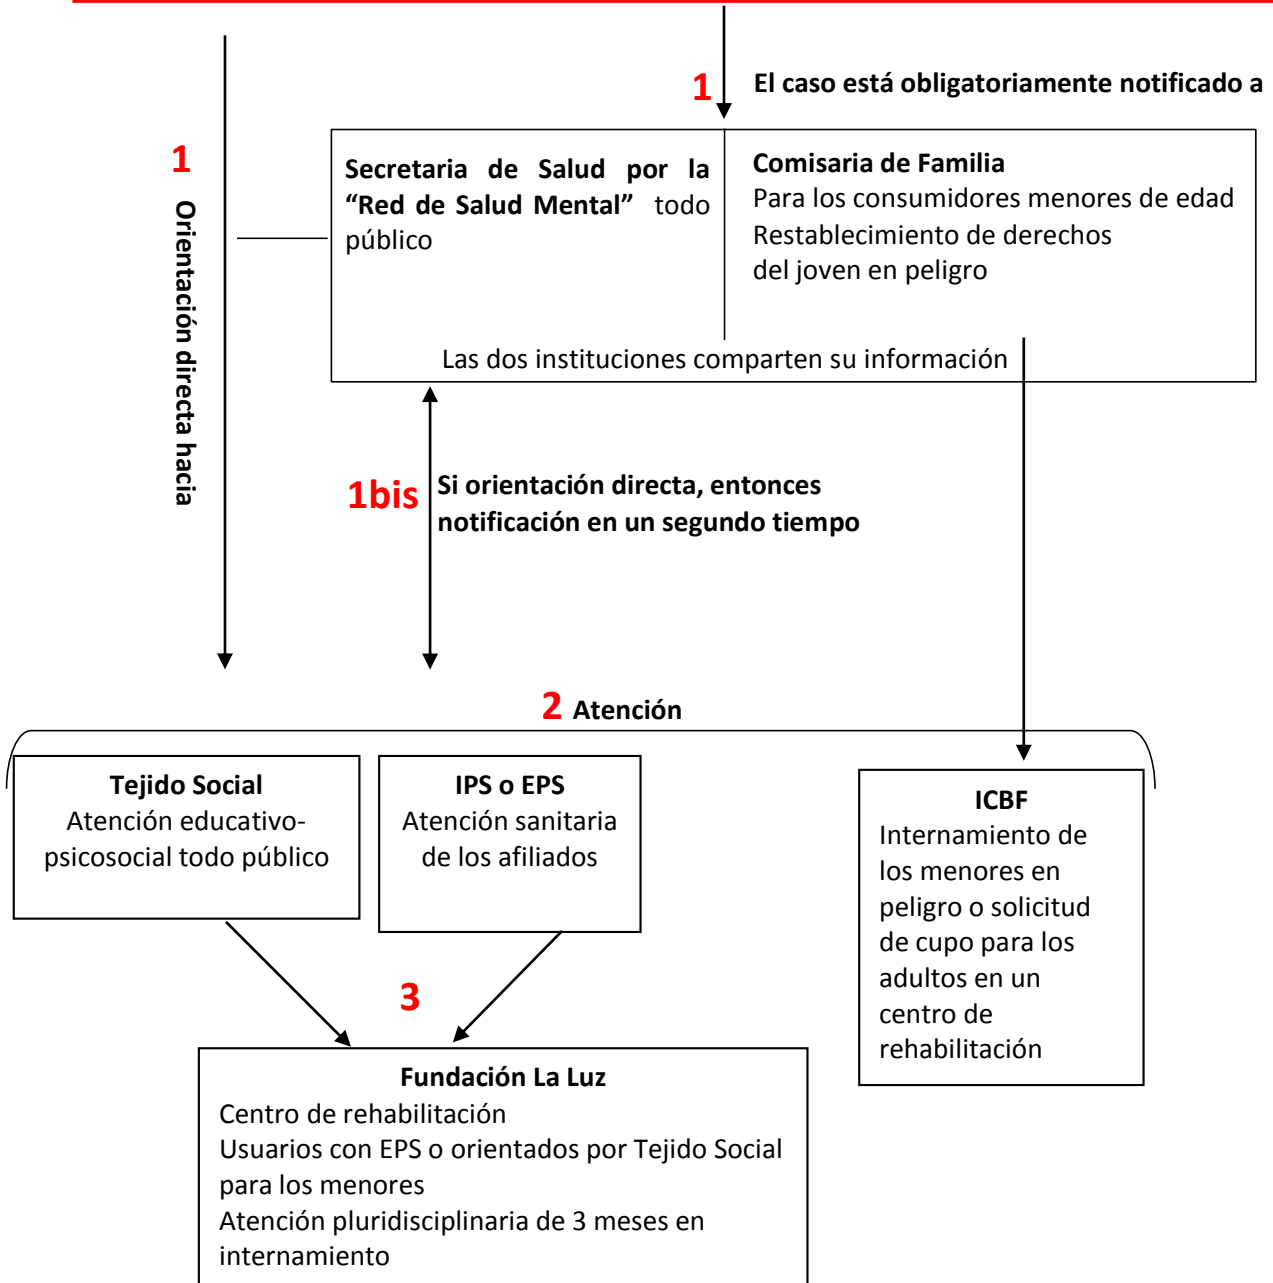 1 El caso está obligatoriamente notificado a
1 Orientación directa hacia
Secretaria de Salud por la
“Red de Salud Mental” todo
público
Comisaria de Familia
Para los consumidores menores de edad
Restablecimiento de derechos
del joven en peligro
Las dos instituciones comparten su información
1bis
Si orientación directa, entonces
notificación en un segundo tiempo
2 Atención
Tejido Social
Atención educativo-
psicosocial todo público
IPS o EPS
Atención sanitaria
de los afiliados
ICBF
Internamiento de
los menores en
peligro o solicitud
de cupo para los
adultos en un
centro de
rehabilitación
3
Fundación La Luz
Centro de rehabilitación
Usuarios con EPS o orientados por Tejido Social
para los menores
Atención pluridisciplinaria de 3 meses en
internamiento